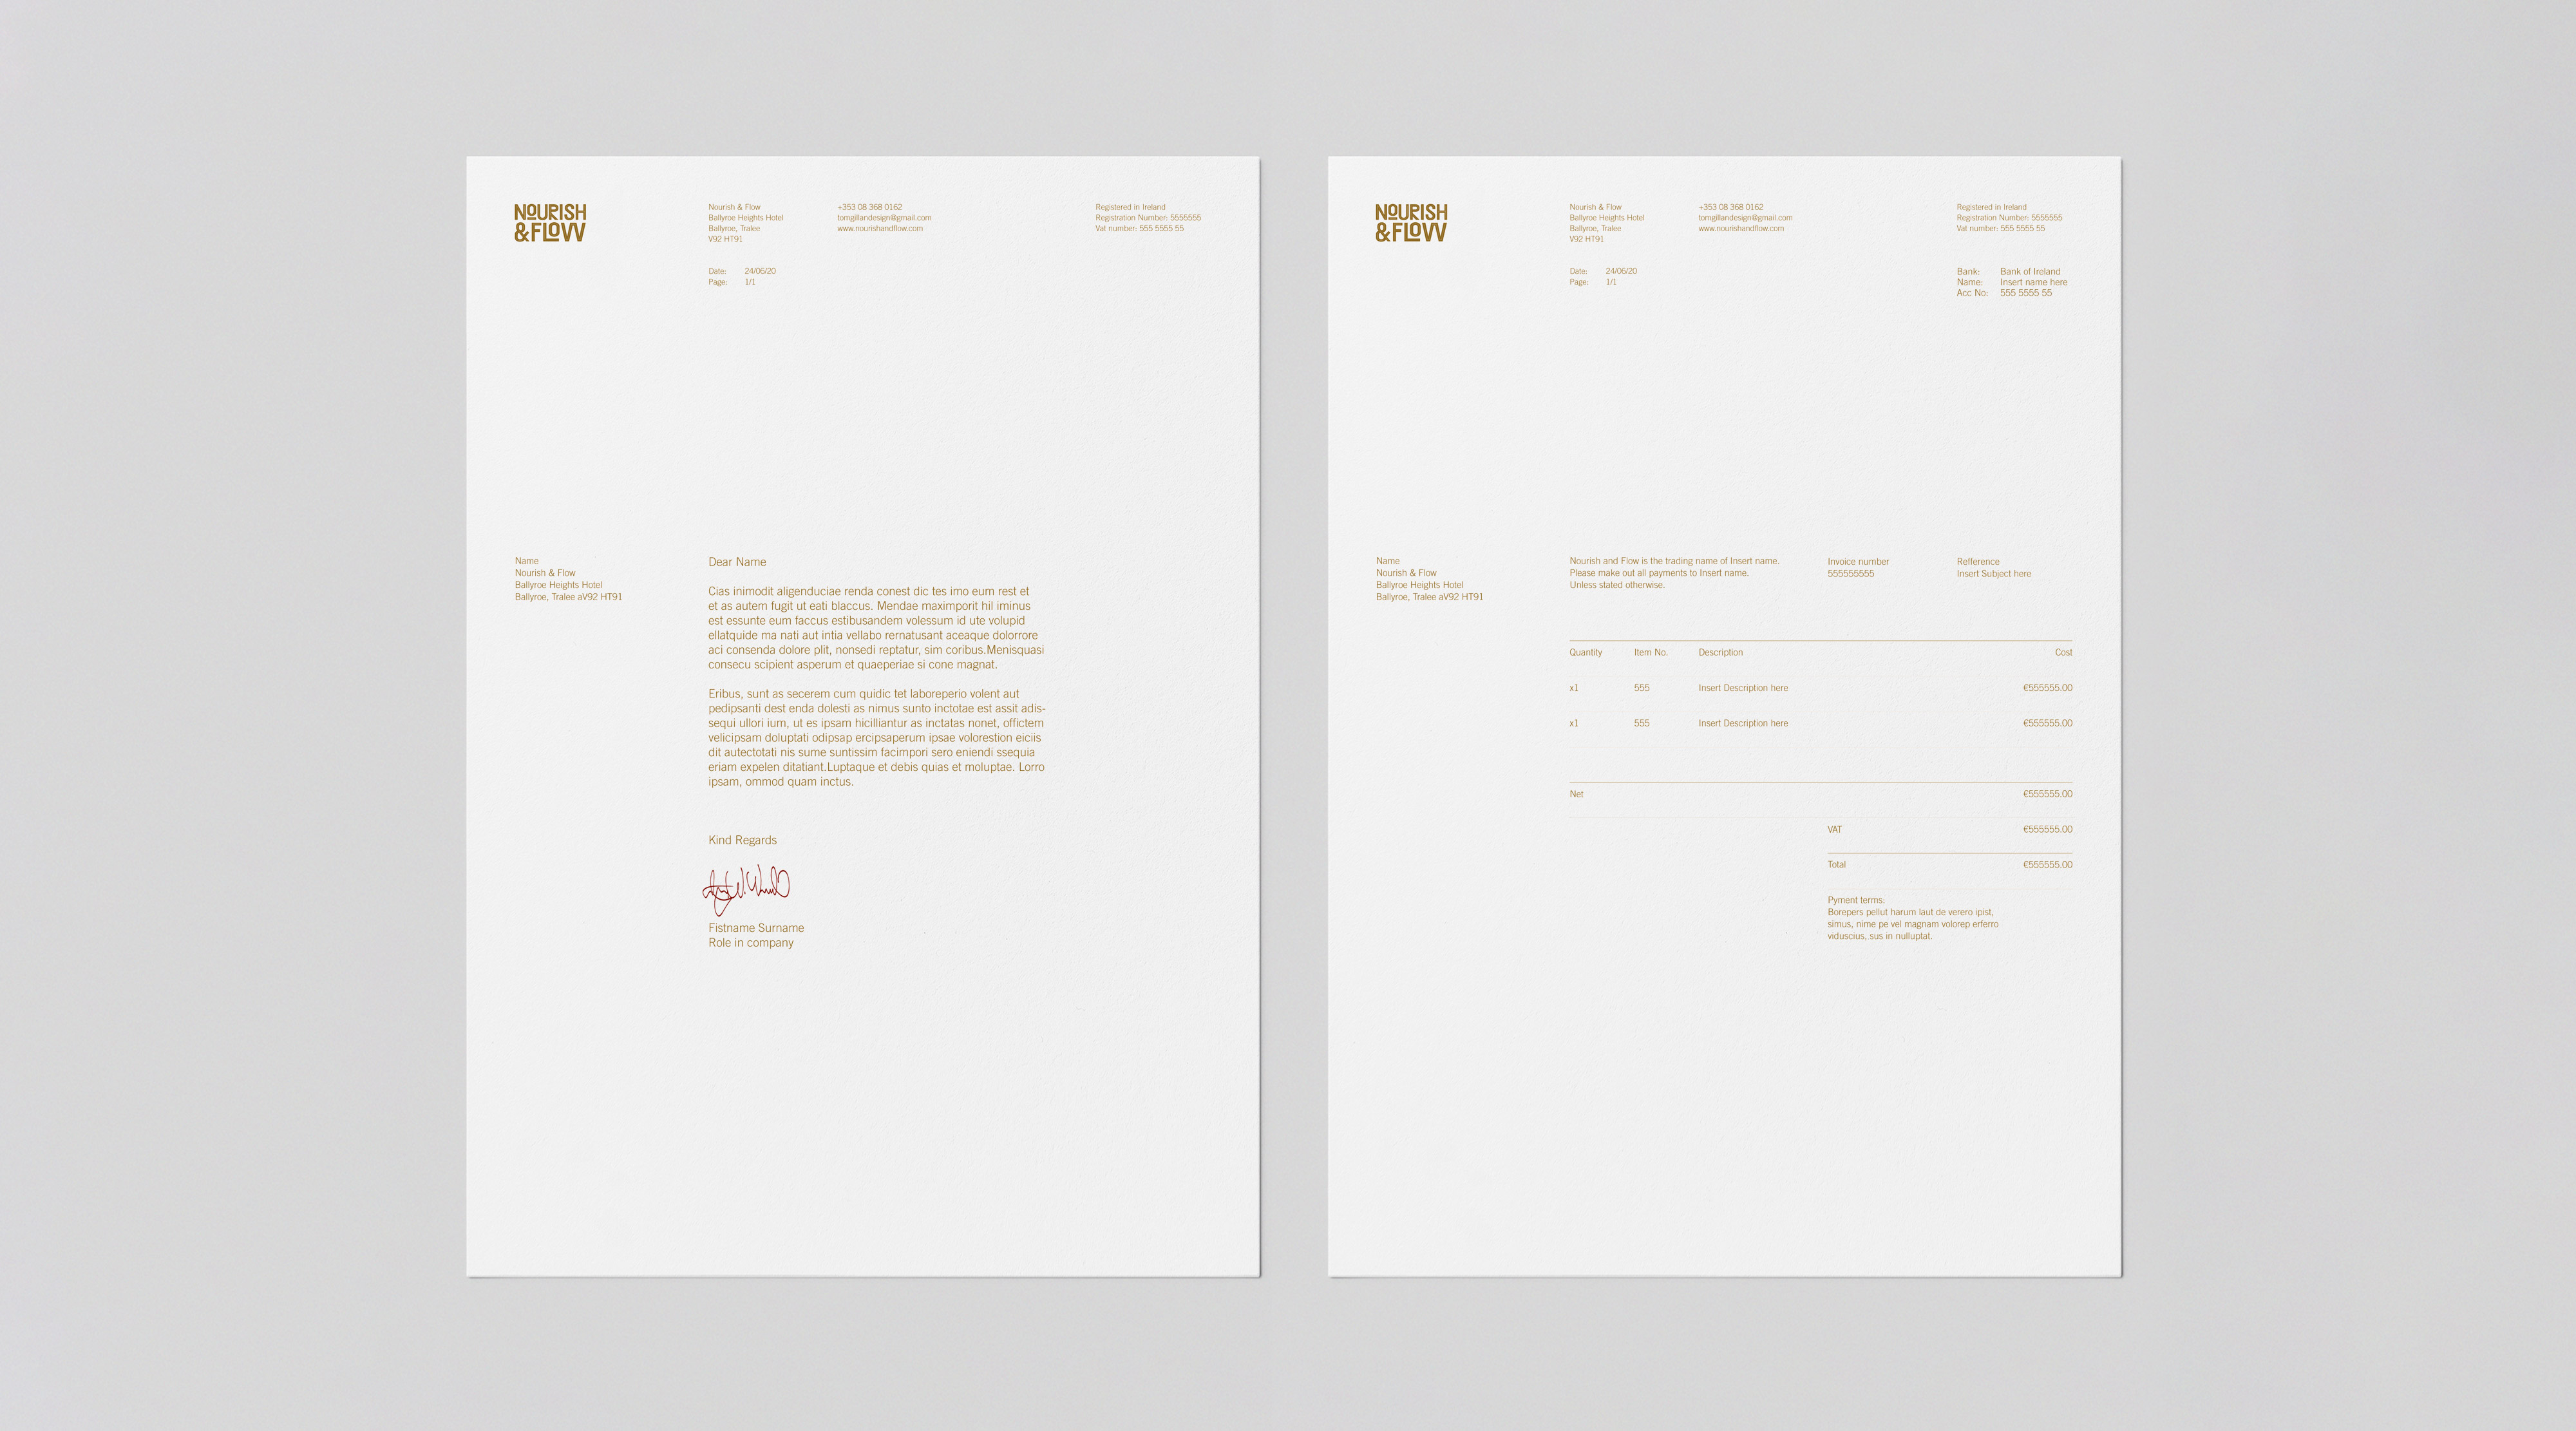 NOURISH
&FLOW
Nourish & Flow
Ballyroe Heights Hotel
Ballyroe, Tralee
V92 HT91
+353 08 368 0162
tomgillandesign@gmail.com
www.nourishandflow.com
Registered in Ireland
Registration Number: 5555555
Vat number: 555 5555 55
Date: 24/06/20
Page: 1/1
Name
Nourish & Flow
Ballyroe Heights Hotel
Ballyroe, Tralee aV92 HT91
Dear Name
Cias inimodit aligenduciae renda conest dic tes imo eum rest et
et as autem fugit ut eati blaccus. Mendae maximporit hil iminus
est essunte eum faccus estibusandem volessum id ute volupid
ellatquide ma nati aut intia vellabo rernatusant aceaque dolorrore
aci consenda dolore plit, nonsedi reptatur, sim coribus.Menisquasi
consecu scipient asperum et quaeperiae si cone magnat.
Eribus, sunt as secerem cum quidic tet laboreperio volent aut
pedipsanti dest enda dolesti as nimus sunto inctotae est assit adis-
sequi ullori ium, ut es ipsam hicilliantur as inctatas nonet, offictem
velicipsam doluptati odipsap ercipsaperum ipsae volorestion eiciis
dit autectotati nis sume suntissim facimpori sero eniendi ssequia
eriam expelen ditatiant.Luptaque et debis quias et moluptae. Lorro
ipsam, ommod quam inctus.
Kind Regards
Fistname Surname
Role in company
NOURISH
&FLOW
Nourish & Flow
Ballyroe Heights Hotel
Ballyroe, Tralee
V92 HT91
+353 08 368 0162
tomgillandesign@gmail.com
www.nourishandflow.com
Registered in Ireland
Registration Number: 5555555
Vat number: 555 5555 55
Date: 24/06/20
Page: 1/1
Bank: Bank of Ireland
Name: Insert name here
Acc No: 555 5555 55
Name
Nourish & Flow
Ballyroe Heights Hotel
Ballyroe, Tralee aV92 HT91
Nourish and Flow is the trading name of Insert name.
Please make out all payments to Insert name.
Unless stated otherwise.
Invoice number
555555555
Refference
Insert Subject here
Quantity Item No. Description Cost
x1 555 Insert Description here €555555.00
x1 555 Insert Description here €555555.00
Net €555555.00
VAT €555555.00
Total €555555.00
Pyment terms:
Borepers pellut harum laut de verero ipist,
simus, nime pe vel magnam volorep erferro
viduscius, sus in nulluptat.